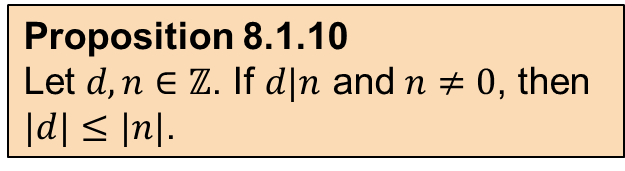 Proposition 8.1.10
Let 𝑑, 𝑛 ∈ ℤ. If 𝑑|𝑛 and 𝑛 ≠ 0, then
|𝑑| ≤ |𝑛|.